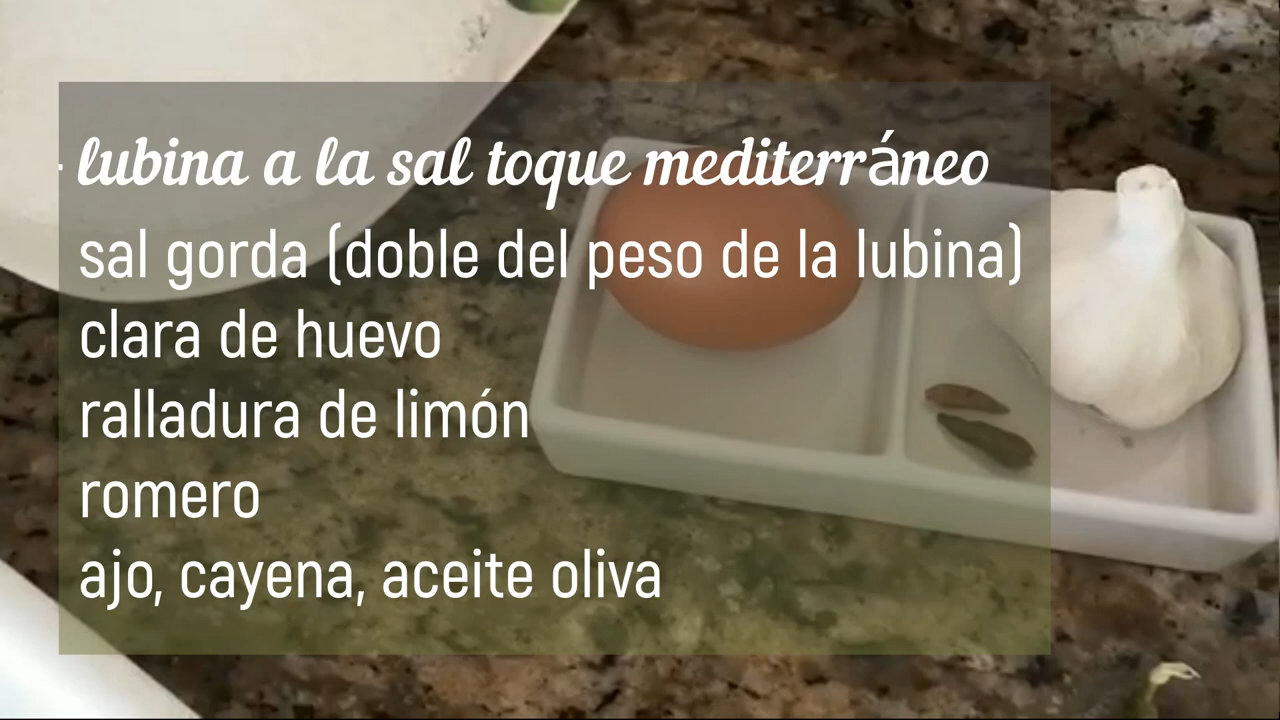 lubina a la sal toque mediterráneo
sal gorda (doble del peso de la lubina)
clara de huevo
ralladura de limón
romero
ajo, cayena, aceite oliva